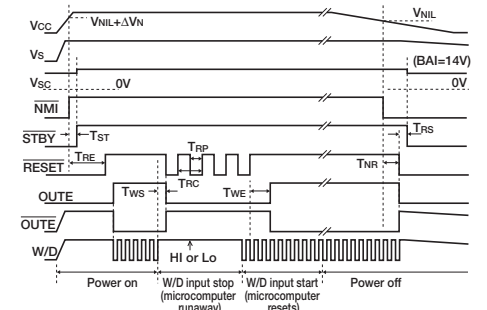 VCC
VNIL+ΔVN
VNIL
VS
(BAI=14V)
VSC
0V
0V
NMI
STBY
TST
TRS
TRE
TRP
RESET
TRC
TNR
OUTE
TWS
TWE
OUTE
W/D
HI or Lo
Power on
W/D input stop
(microcomputer
runaway)
W/D input start
(microcomputer
resets)
Power off